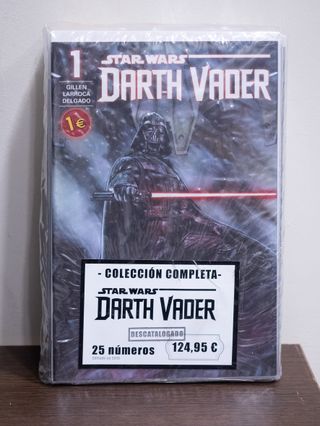 1
STAR WARS
DARTH VADER
GILLEN
LARROCA
DELGADO
1€
- COLECCIÓN COMPLETA-
STAR WARS
DARTH VADER
DESCATALOGADO
25 números
124,95 €